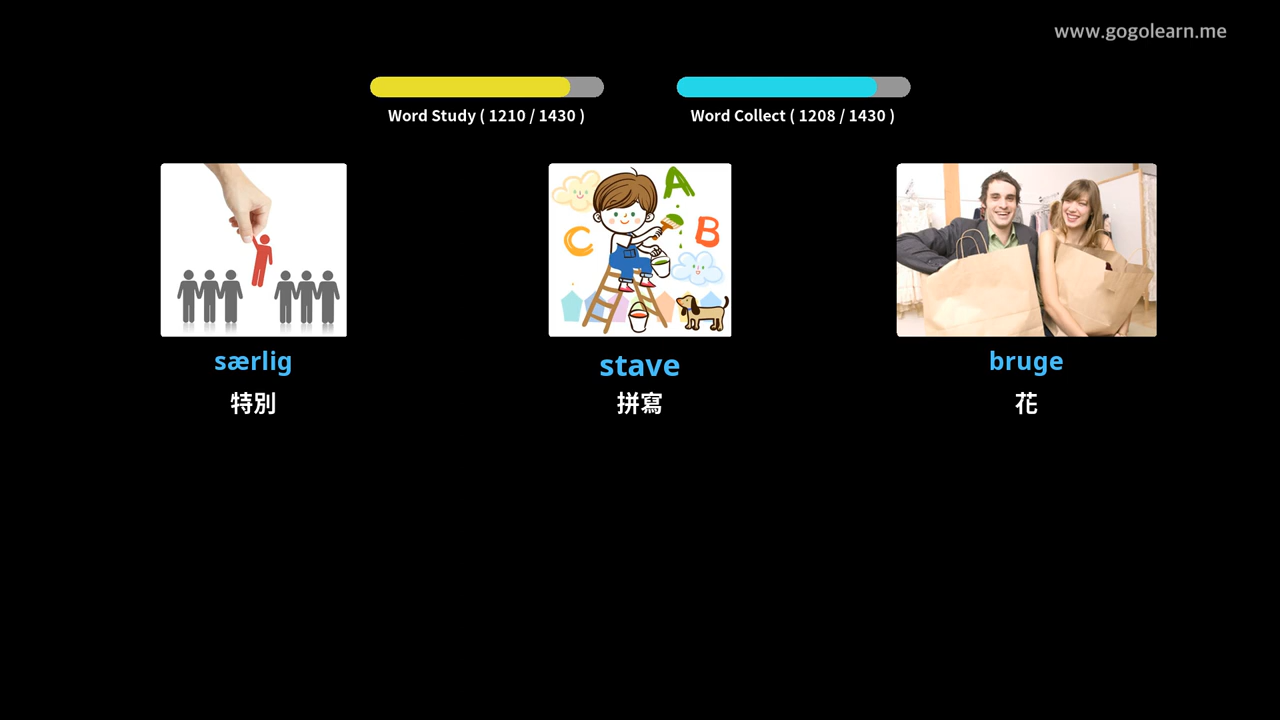 www.gogolearn.me
Word Study ( 1210 / 1430 )
Word Collect ( 1208 / 1430 )
A
B
C
særlig
stave
bruge
特別
拼寫
花